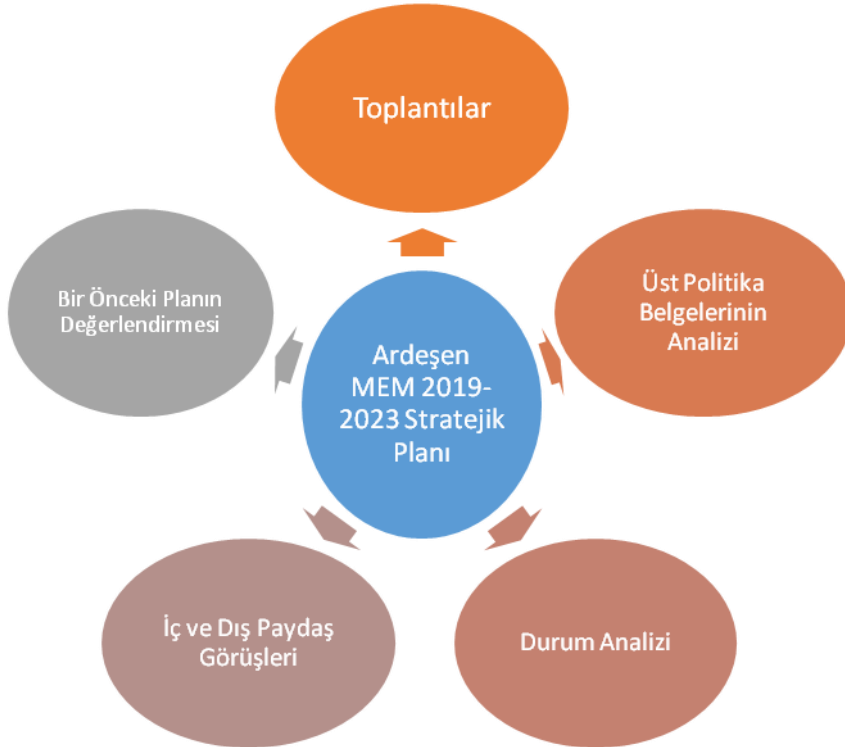 Toplantılar
Bir Önceki Planın
Değerlendirmesi
Üst Politika
Belgelerinin
Analizi
Ardeşen
MEM 2019-
2023 Stratejik
Planı
İç ve Dış Paydaş
Görüşleri
Durum Analizi